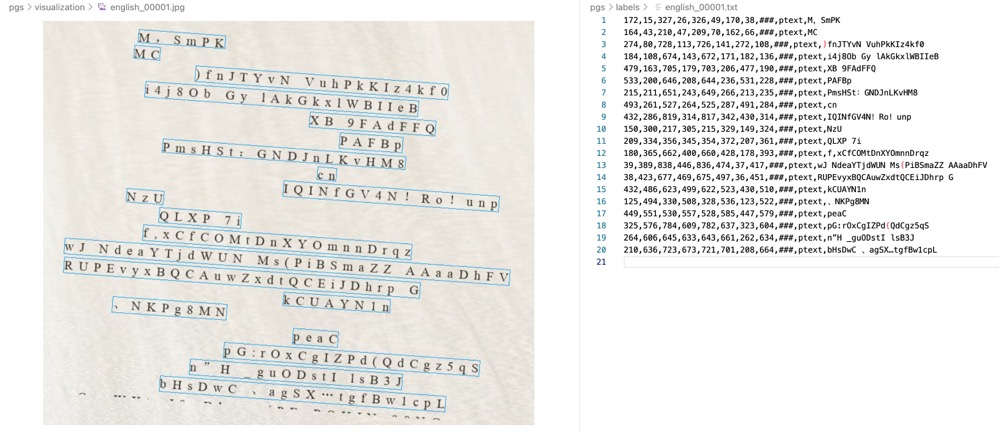 pgs > visualization > english_00001.jpg
M, SmPK
MC
)fnJTYvN VuhPkKIz4kf0
i4j8Ob Gy lAkGkxlWBIIeB
XB 9FAdFFQ
PAFBp
PmsHSt: GNDJnLKvHM8
cn
IQINfGV4N! Ro! unp
NzU
QLXP 7i
f,xCfCOMtDnXYOmnnDrqz
wJ NdeaYTjdWUN Ms(PiBSmaZZ AAaaDhFV
RUPEvyxBQCAuwZxdtQCEiJDhrp G
kCUAYN1n
、NKPg8MN
peaC
pG:rOxCgIZPd(QdCgz5qS
n"H _guODstI lsB3J
bHsDwC 、agSX…tgfBw1cpL
pgs > labels > english_00001.txt
1 172,15,327,26,326,49,170,38,###,ptext,M, SmPK
2 164,43,210,47,209,70,162,66,###,ptext,MC
3 274,80,728,113,726,141,272,108,###,ptext,)fnJTYvN VuhPkKIz4kf0
4 184,108,674,143,672,171,182,136,###,ptext,i4j8Ob Gy lAkGkxlWBIIeB
5 479,163,705,179,703,206,477,190,###,ptext,XB 9FAdFFQ
6 533,200,646,208,644,236,531,228,###,ptext,PAFBp
7 215,211,651,243,649,266,213,235,###,ptext,PmsHSt: GNDJnLKvHM8
8 493,261,527,264,525,287,491,284,###,ptext,cn
9 432,286,819,314,817,342,430,314,###,ptext,IQINfGV4N! Ro! unp
10 150,300,217,305,215,329,149,324,###,ptext,NzU
11 209,334,356,345,354,372,207,361,###,ptext,QLXP 7i
12 180,365,662,400,660,428,178,393,###,ptext,f,xCfCOMtDnXYOmnnDrqz
13 39,389,838,446,836,474,37,417,###,ptext,wJ NdeaYTjdWUN Ms(PiBSmaZZ AAaaDhFV
14 38,423,677,469,675,497,36,451,###,ptext,RUPEvyxBQCAuwZxdtQCEiJDhrp G
15 432,486,623,499,622,523,430,510,###,ptext,kCUAYN1n
16 125,494,330,508,328,536,123,522,###,ptext,、NKPg8MN
17 449,551,530,557,528,585,447,579,###,ptext,peaC
18 325,576,784,609,782,637,323,604,###,ptext,pG:rOxCgIZPd(QdCgz5qS
19 264,606,645,633,643,661,262,634,###,ptext,n"H _guODstI lsB3J
20 210,636,723,673,721,701,208,664,###,ptext,bHsDwC 、agSX…tgfBw1cpL
21